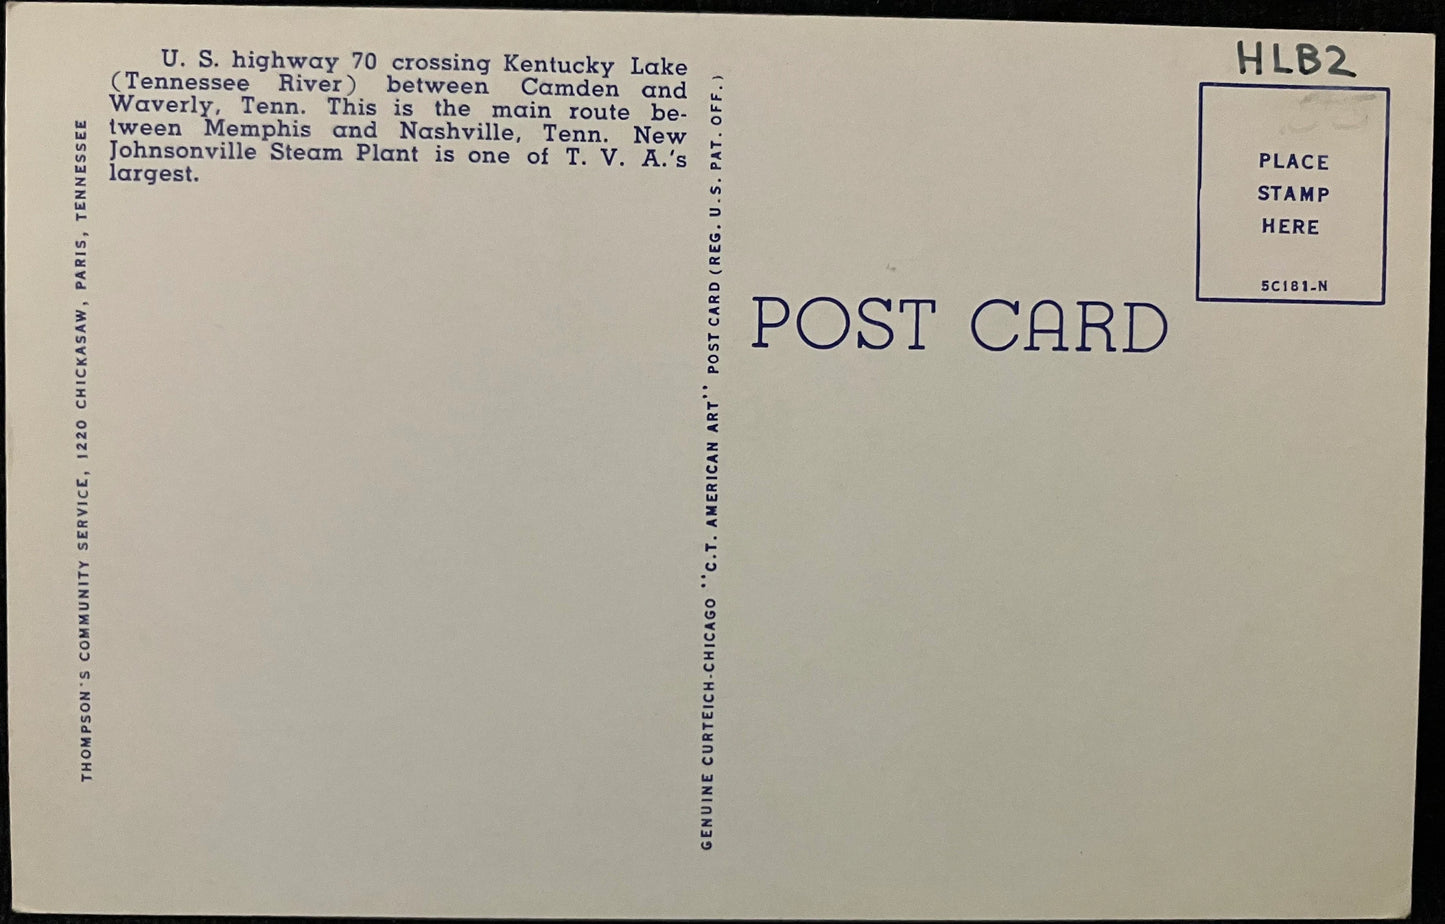 U. S. highway 70 crossing Kentucky Lake
(Tennessee River) between Camden and
Waverly, Tenn. This is the main route be-
tween Memphis and Nashville, Tenn. New
Johnsonville Steam Plant is one of T. V. A.'s
largest.
THOMPSON'S COMMUNITY SERVICE, 1220 CHICKASAW, PARIS, TENNESSEE
GENUINE CURTEICH-CHICAGO "C.T. AMERICAN ART" POST CARD (REG. U.S. PAT. OFF.)
HLB2
PLACE
STAMP
HERE
5C181-N
POST CARD